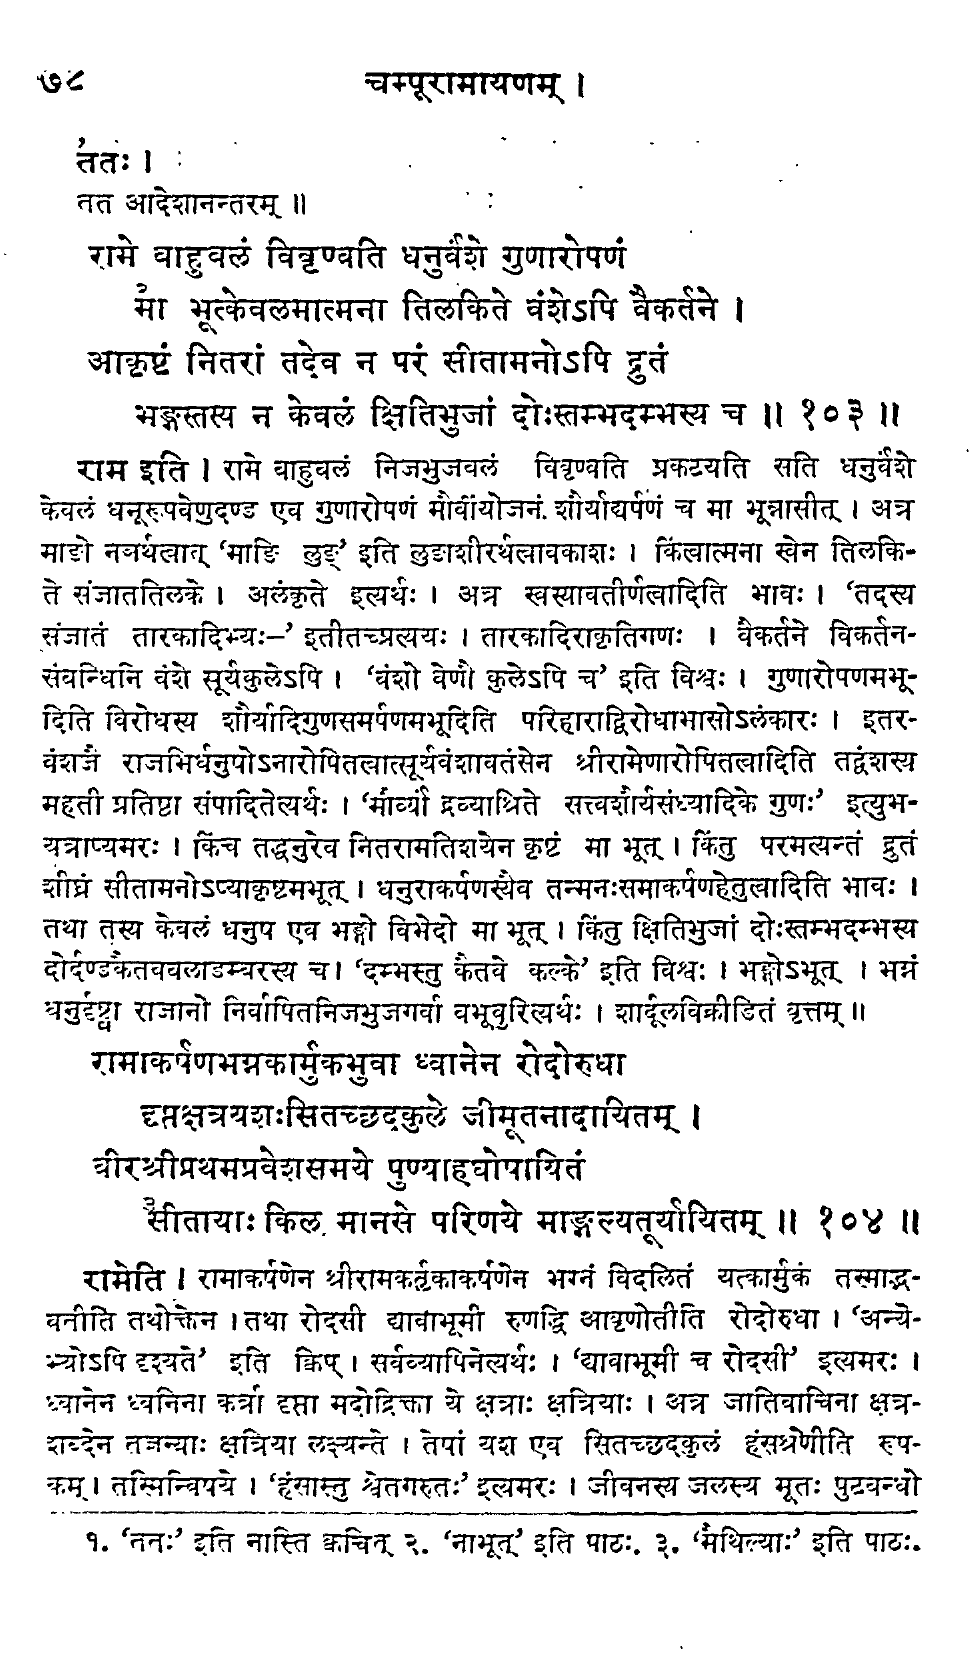 ७८ चम्पूरामायणम् ।
१ततः ।
तत आदेशानन्तरम् ॥
रामे बाहुबलं विवृण्वति धनुर्वंशे गुणारोपणं
२मा भूत्केवलमात्मना तिलकिते वंशेऽपि वैकर्तने ।
आकृष्टं नितरां तदेव न परं सीतामनोऽपि द्रुतं
भङ्गस्तस्य न केवलं क्षितिभुजां दोःस्तम्भदम्भस्य च ॥ १०३ ॥
राम इति । रामे बाहुबलं निजभुजबलं विवृण्वति प्रकटयति सति धनुर्वंशे
केवलं धनूरूपवेणुदण्ड एव गुणारोपणं मौर्वीयोजनं शौर्याद्यर्पणं च मा भून्नासीत् । अत्र
माङो नञर्थत्वात् ‘माङि लुङ्’ इति लुङाशीरर्थत्वावकाशः । किंत्वात्मना स्वेन तिलकि-
ते संजाततिलके । अलंकृते इत्यर्थः । अत्र स्वस्यावतीर्णत्वादिति भावः । ‘तदस्य
संजातं तारकादिभ्यः–’ इतीतच्प्रत्ययः । तारकादिराकृतिगणः । वैकर्तने विकर्तन-
संबन्धिनि वंशे सूर्यकुलेऽपि । ‘वंशो वेणौ कुलेऽपि च’ इति विश्वः । गुणारोपणमभू-
दिति विरोधस्य शौर्यादिगुणसमर्पणमभूदिति परिहाराद्विरोधाभासोऽलंकारः । इतर-
वंशजै राजभिर्धनुषोऽनारोपितत्वात्सूर्यवंशावतंसेन श्रीरामेणारोपितत्वादिति तद्वंशस्य
महती प्रतिष्ठा संपादितेत्यर्थः । ‘मौर्व्यां द्रव्याश्रिते सत्त्वशौर्यसंध्यादिके गुणः’ इत्युभ-
यत्राप्यमरः । किंच तद्धनुरेव नितरामतिशयेन कृष्टं मा भूत् । किंतु परमत्यन्तं द्रुतं
शीघ्रं सीतामनोऽप्याकृष्टमभूत् । धनुराकर्षणस्यैव तन्मनःसमाकर्षणहेतुत्वादिति भावः ।
तथा तस्य केवलं धनुष एव भङ्गो विभेदो मा भूत् । किंतु क्षितिभुजां दोःस्तम्भदम्भस्य
दोर्दण्डकैतवबलाडम्बरस्य च । ‘दम्भस्तु कैतवे कल्के’ इति विश्वः । भङ्गोऽभूत् । भग्नं
धनुर्दृष्ट्वा राजानो निर्वापितनिजभुजगर्वा बभूवुरित्यर्थः । शार्दूलविक्रीडितं वृत्तम् ॥
रामाकर्षणभग्नकार्मुकभुवा ध्वानेन रोदोरुधा
दृप्तक्षत्रयशःसितच्छदकुले जीमूतनादायितम् ।
वीरश्रीप्रथमप्रवेशसमये पुण्याहघोषायितं
३सीतायाः किल मानसे परिणये माङ्गल्यतूर्यायितम् ॥ १०४ ॥
रामेति । रामाकर्षणेन श्रीरामकर्तृकाकर्षणेन भग्नं विदलितं यत्कार्मुकं तस्माद्भ-
वनीति तथोक्तेन । तथा रोदसी द्यावाभूमी रुणद्धि आवृणोतीति रोदोरुधा । ‘अन्ये-
भ्योऽपि दृश्यते’ इति क्विप् । सर्वव्यापिनेत्यर्थः । ‘द्यावाभूमी च रोदसी’ इत्यमरः ।
ध्वानेन ध्वनिना कर्त्रा दृप्ता मदोद्रिक्ता ये क्षत्राः क्षत्रियाः । अत्र जातिवाचिना क्षत्र-
शब्देन तज्जन्याः क्षत्रिया लक्ष्यन्ते । तेषां यश एव सितच्छदकुलं हंसश्रेणीति रूप-
कम् । तस्मिन्विषये । ‘हंसास्तु श्वेतगरुतः’ इत्यमरः । जीवनस्य जलस्य मूतः पुटबन्धो
१. ‘ततः’ इति नास्ति क्वचित् २. ‘नाभूत्’ इति पाठः. ३. ‘मैथिल्याः’ इति पाठः.